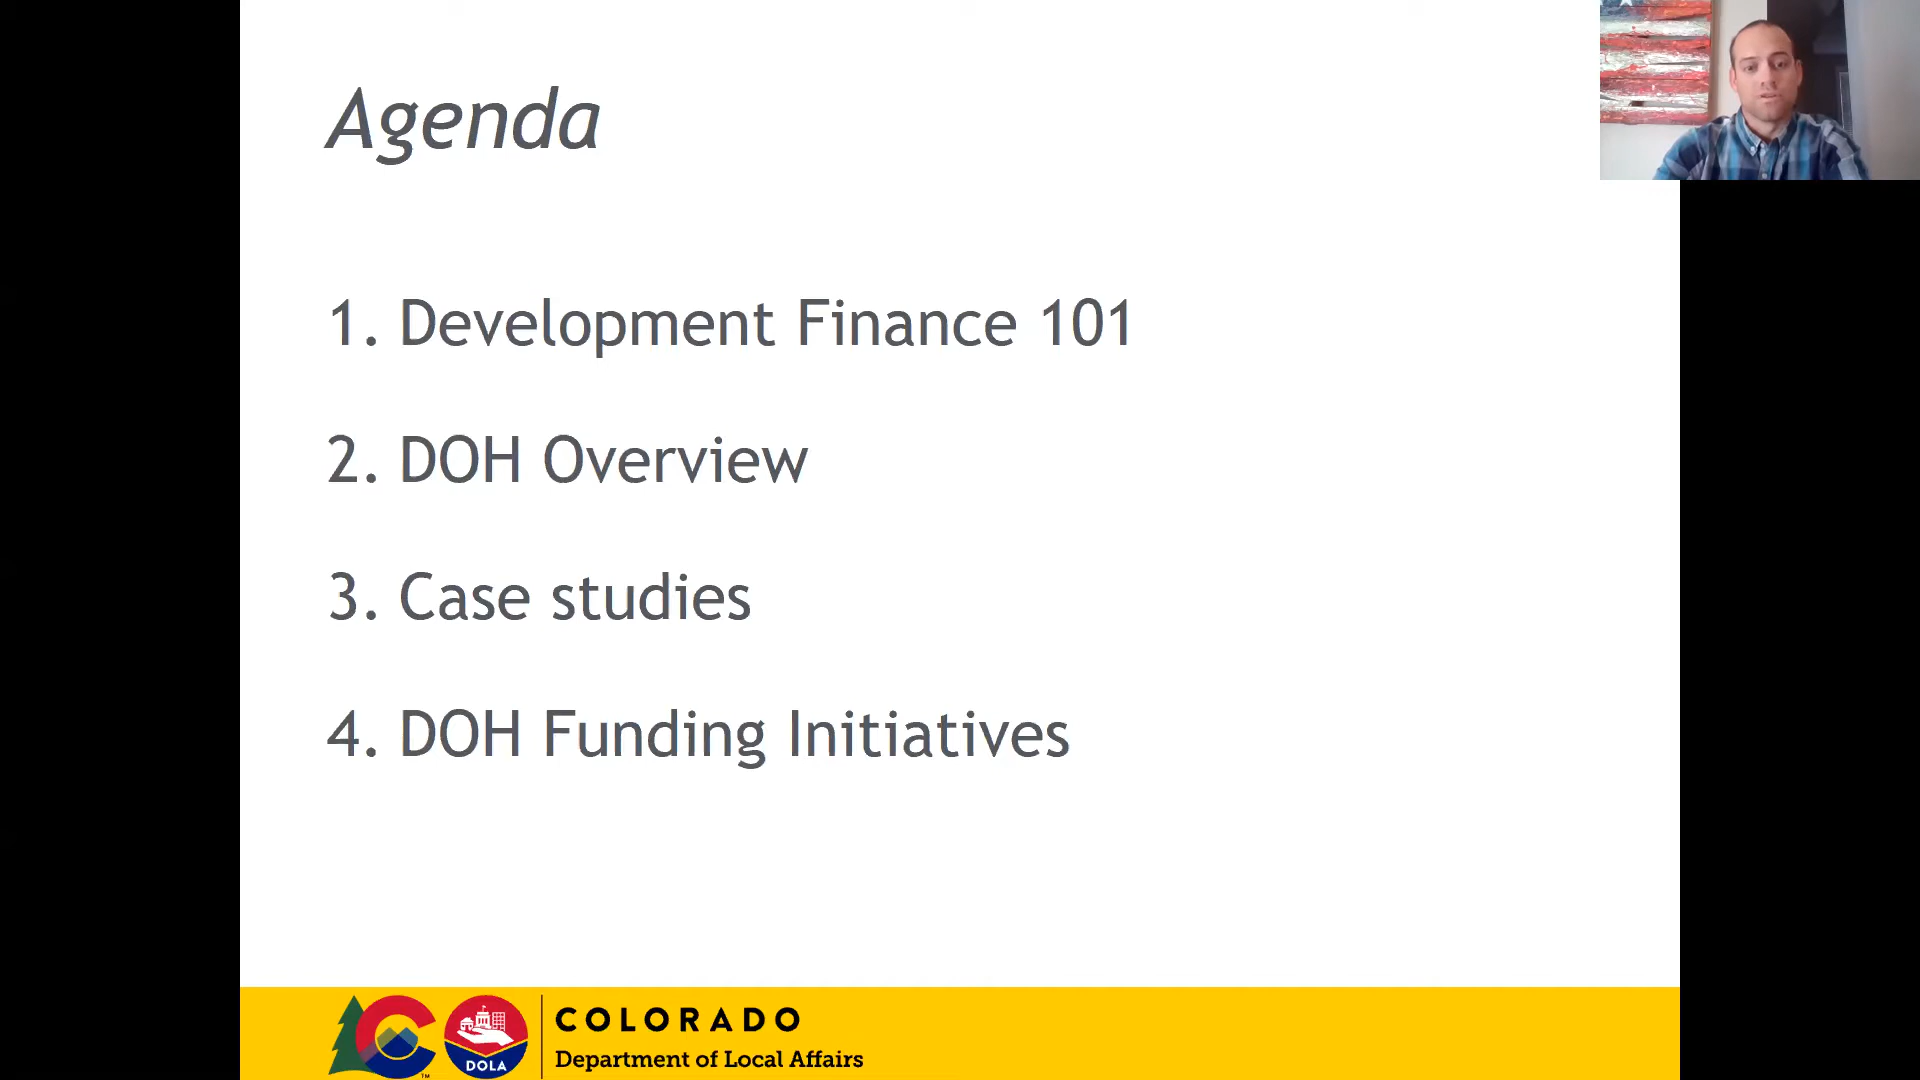 Agenda
1. Development Finance 101
2. DOH Overview
3. Case studies
4. DOH Funding Initiatives
DOLA
COLORADO
Department of Local Affairs
TM